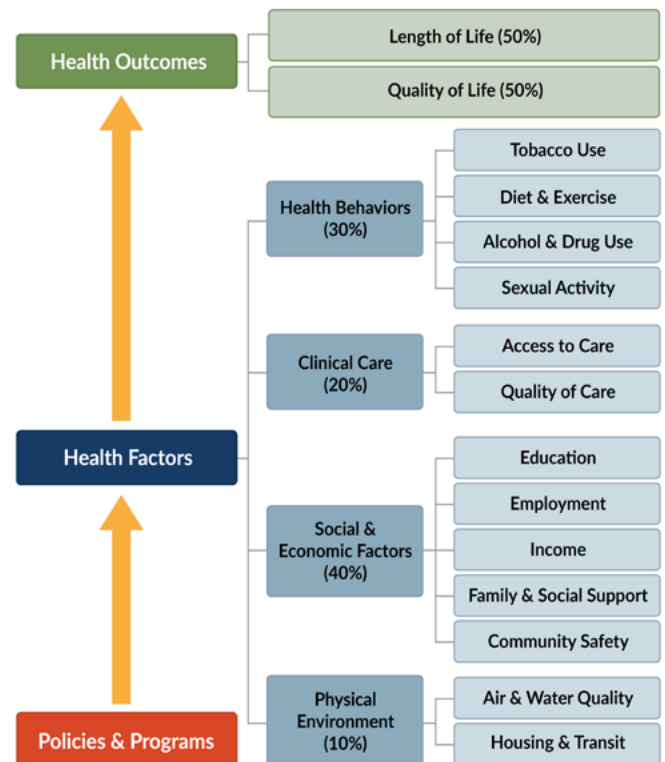 Health Outcomes
Length of Life (50%)
Quality of Life (50%)
Health Behaviors
(30%)
Tobacco Use
Diet & Exercise
Alcohol & Drug Use
Sexual Activity
Clinical Care
(20%)
Access to Care
Quality of Care
Health Factors
Social &
Economic Factors
(40%)
Education
Employment
Income
Family & Social Support
Community Safety
Physical
Environment
(10%)
Air & Water Quality
Housing & Transit
Policies & Programs